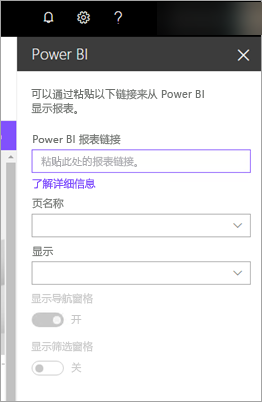 ?
Power BI
可以通过粘贴以下链接来从 Power BI
显示报表。
Power BI 报表链接
粘贴此处的报表链接。
了解详细信息
页名称
显示
显示导航窗格
开
显示筛选窗格
关